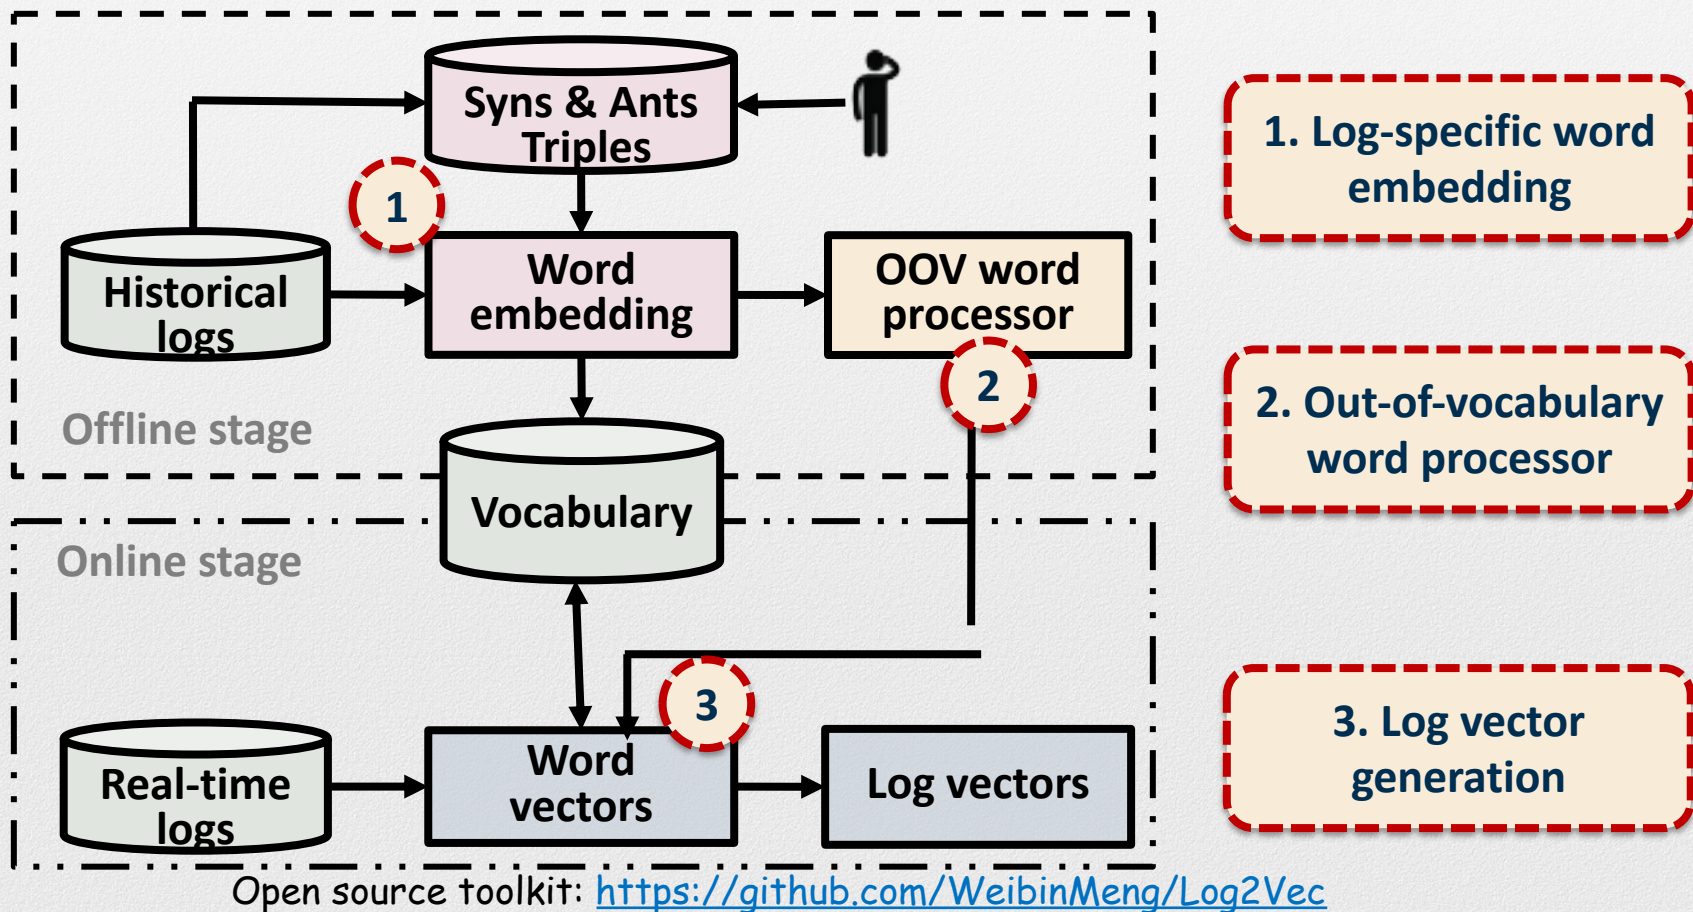 Syns & Ants
Triples
1
1. Log-specific word
embedding
Historical
logs
Word
embedding
OOV word
processor
2
2. Out-of-vocabulary
word processor
Offline stage
Vocabulary
Online stage
3
3. Log vector
generation
Real-time
logs
Word
vectors
Log vectors
Open source toolkit: https://github.com/WeibinMeng/Log2Vec